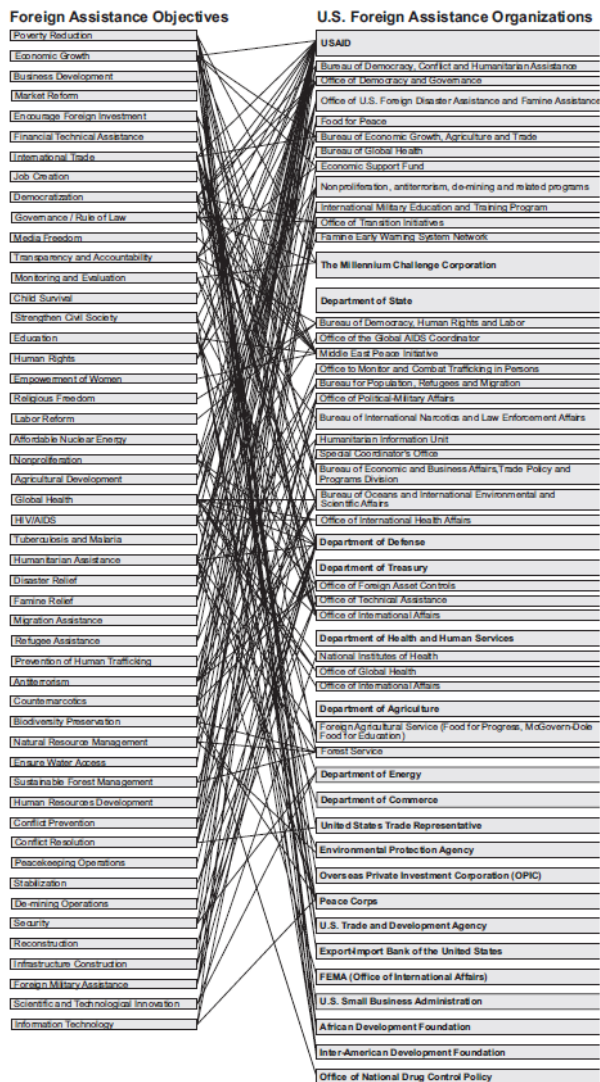 Foreign Assistance Objectives
Poverty Reduction
Economic Growth
Business Development
Market Reform
Encourage Foreign Investment
Financial Technical Assistance
International Trade
Job Creation
Democratization
Governance / Rule of Law
Media Freedom
Transparency and Accountability
Monitoring and Evaluation
Child Survival
Strengthen Civil Society
Education
Human Rights
Empowerment of Women
Religious Freedom
Labor Reform
Affordable Nuclear Energy
Nonproliferation
Agricultural Development
Global Health
HIV/AIDS
Tuberculosis and Malaria
Humanitarian Assistance
Disaster Relief
Famine Relief
Migration Assistance
Refugee Assistance
Prevention of Human Trafficking
Antiterrorism
Counternarcotics
Biodiversity Preservation
Natural Resource Management
Ensure Water Access
Sustainable Forest Management
Human Resources Development
Conflict Prevention
Conflict Resolution
Peacekeeping Operations
Stabilization
De-mining Operations
Security
Reconstruction
Infrastructure Construction
Foreign Military Assistance
Scientific and Technological Innovation
Information Technology
U.S. Foreign Assistance Organizations
USAID
Bureau of Democracy, Conflict and Humanitarian Assistance
Office of Democracy and Governance
Office of U.S. Foreign Disaster Assistance and Famine Assistance
Food for Peace
Bureau of Economic Growth, Agriculture and Trade
Bureau of Global Health
Economic Support Fund
Nonproliferation, antiterrorism, de-mining and related programs
International Military Education and Training Program
Office of Transition Initiatives
Famine Early Warning System Network
The Millennium Challenge Corporation
Department of State
Bureau of Democracy, Human Rights and Labor
Office of the Global AIDS Coordinator
Middle East Peace Initiative
Office to Monitor and Combat Trafficking in Persons
Bureau for Population, Refugees and Migration
Office of Political-Military Affairs
Bureau of International Narcotics and Law Enforcement Affairs
Humanitarian Information Unit
Special Coordinator's Office
Bureau of Economic and Business Affairs,Trade Policy and
Programs Division
Bureau of Oceans and International Environmental and
Scientific Affairs
Office of International Health Affairs
Department of Defense
Department of Treasury
Office of Foreign Asset Controls
Office of Technical Assistance
Office of International Affairs
Department of Health and Human Services
National Institutes of Health
Office of Global Health
Office of International Affairs
Department of Agriculture
Foreign Agricultural Service (Food for Progress, McGovern-Dole
Food for Education)
Forest Service
Department of Energy
Department of Commerce
United States Trade Representative
Environmental Protection Agency
Overseas Private Investment Corporation (OPIC)
Peace Corps
U.S. Trade and Development Agency
Export-Import Bank of the United States
FEMA (Office of International Affairs)
U.S. Small Business Administration
African Development Foundation
Inter-American Development Foundation
Office of National Drug Control Policy